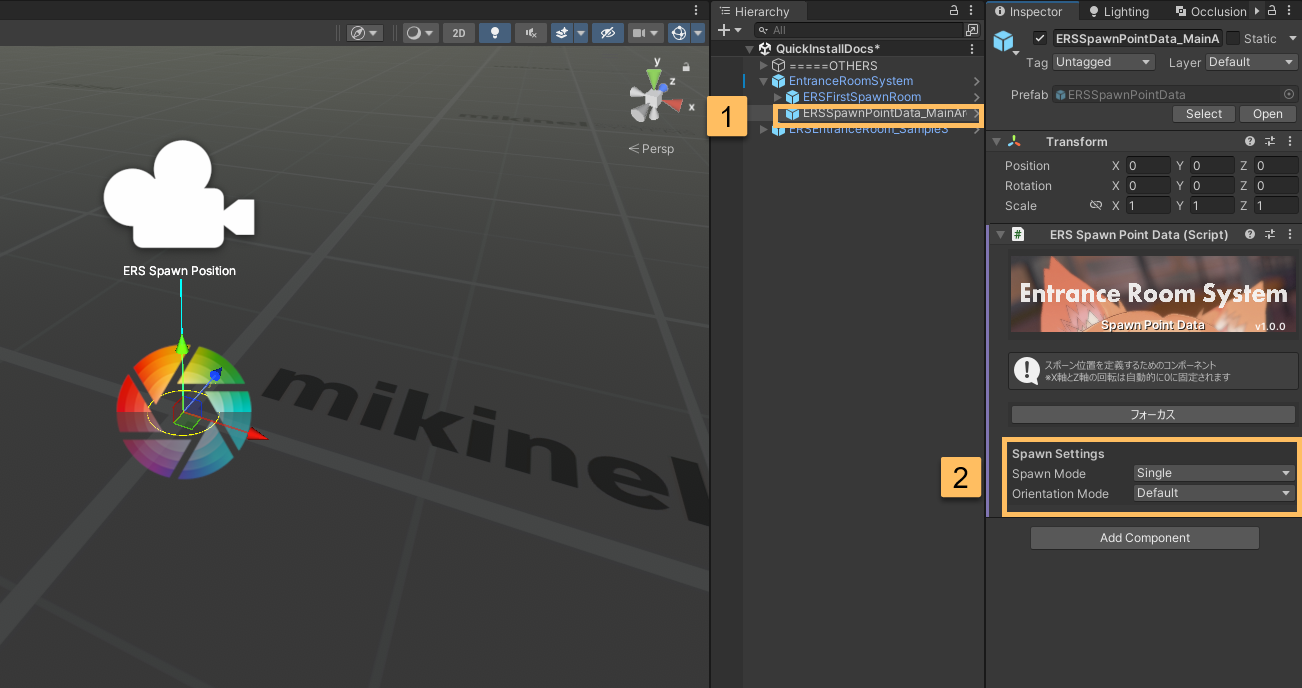 Hierarchy
All
QuickInstallDocs*
=====OTHERS
EntranceRoomSystem
ERSFirstSpawnRoom
ERSSpawnPointData_MainAr
ERSEntranceRoom_Sample3
1
2D
y
z
x
Persp
ERS Spawn Position
Inspector
Lighting
Occlusion
ERSSpawnPointData_MainA
Static
Tag Untagged
Layer Default
Prefab ERSSpawnPointData
Select
Open
Transform
Position X 0 Y 0 Z 0
Rotation X 0 Y 0 Z 0
Scale X 1 Y 1 Z 1
# ERS Spawn Point Data (Script)
Entrance Room System
Spawn Point Data
v1.0.0
スポーン位置を定義するためのコンポーネント
※X軸とZ軸の回転は自動的に0に固定されます
フォーカス
2
Spawn Settings
Spawn Mode Single
Orientation Mode Default
Add Component